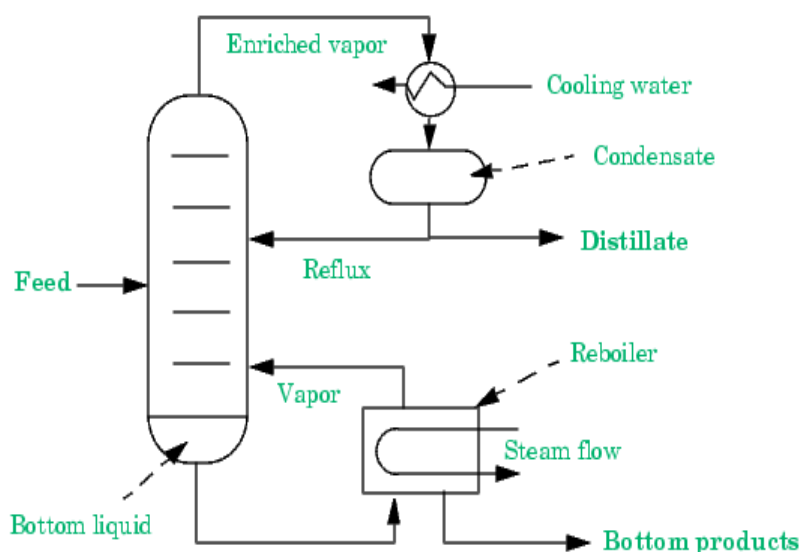 Enriched vapor
Cooling water
Condensate
Distillate
Reflux
Feed
Reboiler
Vapor
Steam flow
Bottom liquid
Bottom products